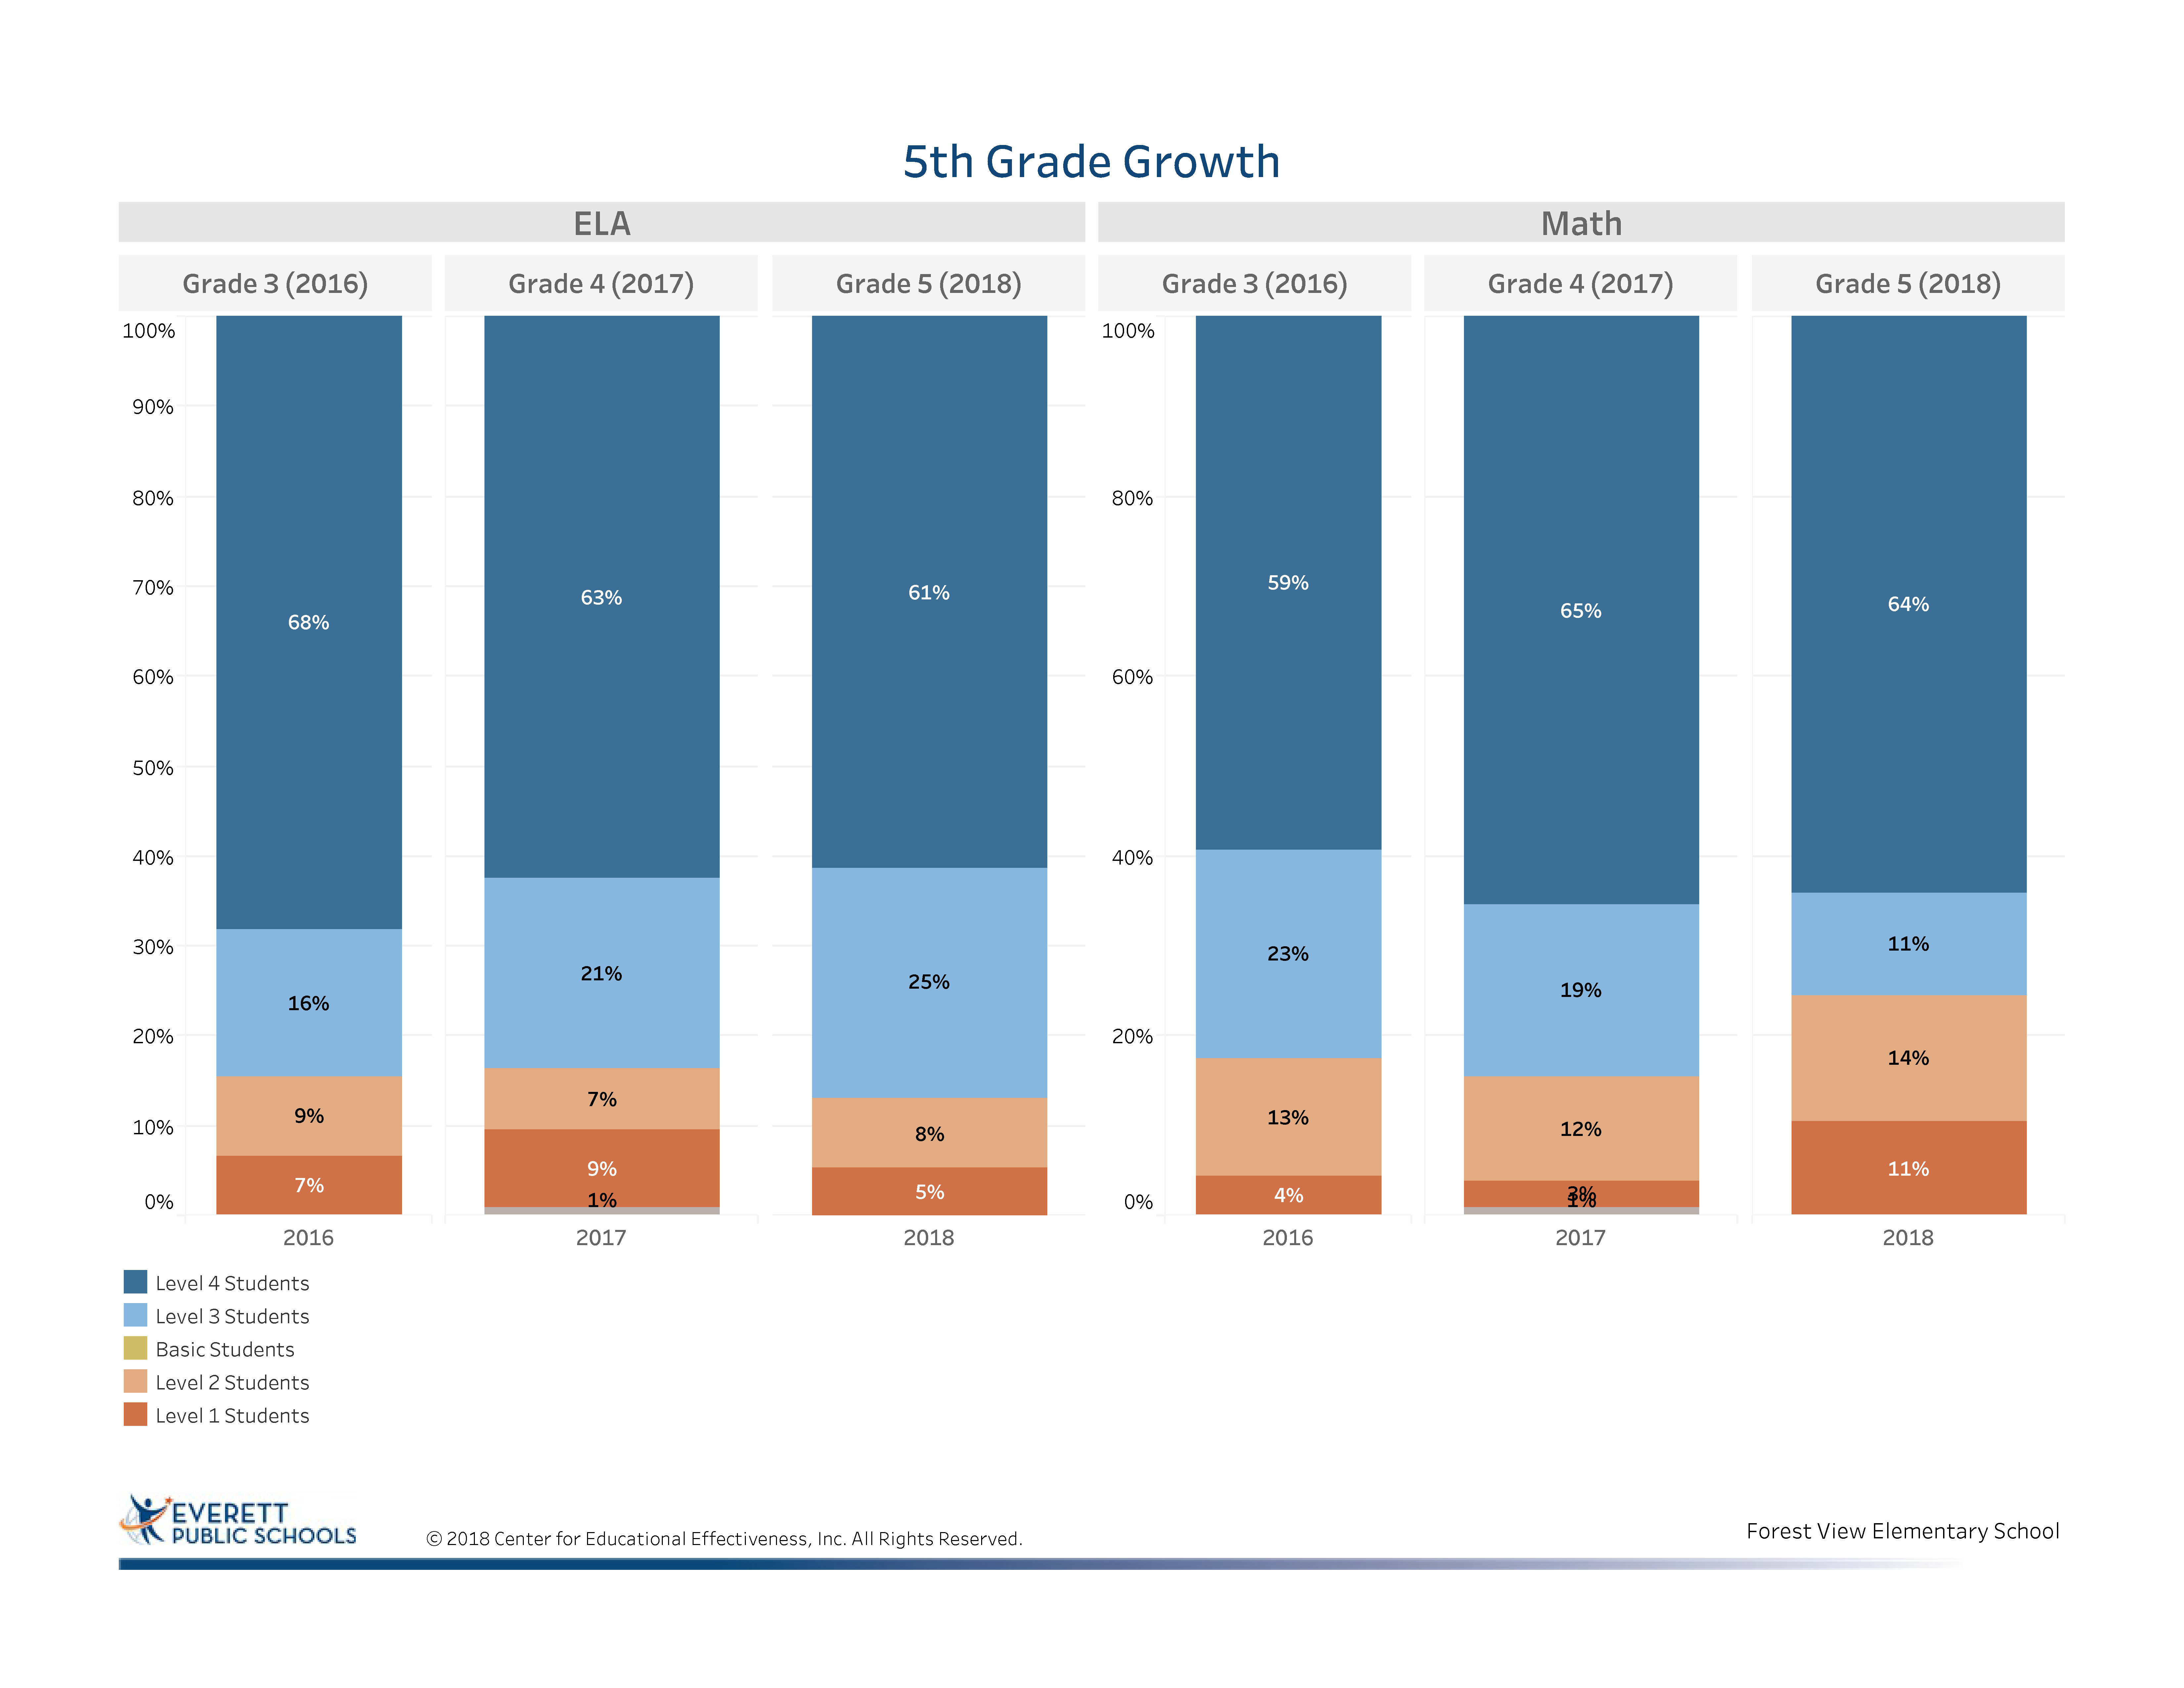 5th Grade Growth
ELA Math
Grade 3 (2016) Grade 4 (2017) Grade 5 (2018) Grade 3 (2016) Grade 4 (2017) Grade 5 (2018)
100% 100%
90%
80% 80%
70%
60% 60%
50%
40% 40%
30%
20% 20%
10%
0% 0%
68% 63% 61% 59% 65% 64%
16% 21% 25% 23% 19% 11%
9% 7% 8% 13% 12% 14%
7% 9% 5% 4% 3% 11%
1% 1%
2016 2017 2018 2016 2017 2018
Level 4 Students
Level 3 Students
Basic Students
Level 2 Students
Level 1 Students
EVERETT
PUBLIC SCHOOLS
© 2018 Center for Educational Effectiveness, Inc. All Rights Reserved.
Forest View Elementary School